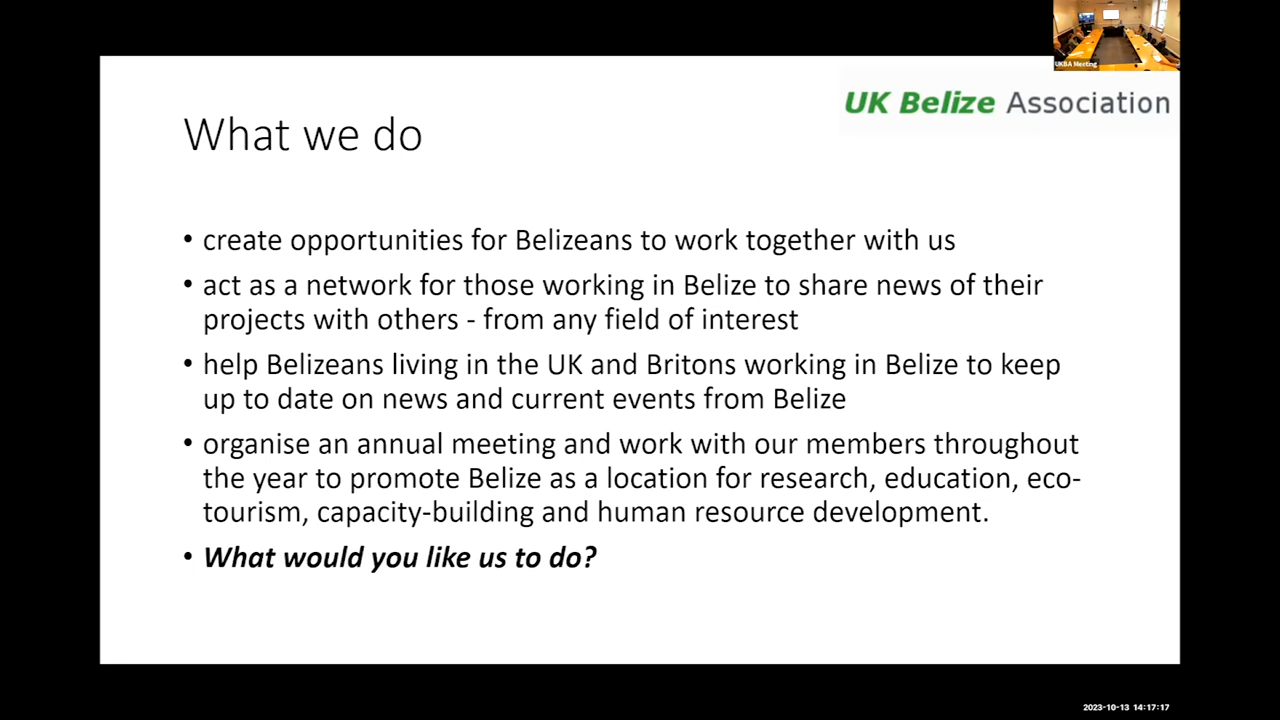 UKBA Meeting
UK Belize Association
What we do
• create opportunities for Belizeans to work together with us
• act as a network for those working in Belize to share news of their
projects with others - from any field of interest
• help Belizeans living in the UK and Britons working in Belize to keep
up to date on news and current events from Belize
• organise an annual meeting and work with our members throughout
the year to promote Belize as a location for research, education, eco-
tourism, capacity-building and human resource development.
• What would you like us to do?
2023-10-13 14:17:17